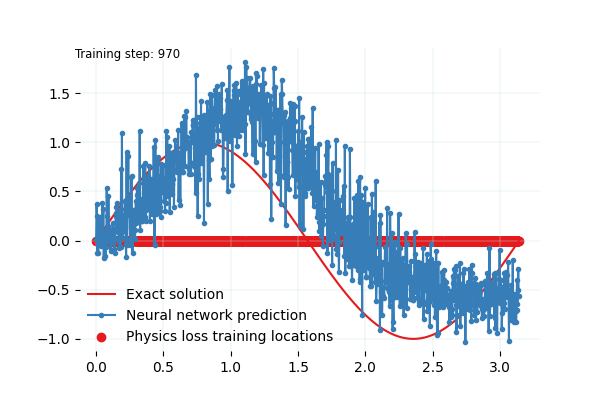 Training step: 970
1.5
1.0
0.5
0.0
−0.5
−1.0
Exact solution
Neural network prediction
Physics loss training locations
0.0 0.5 1.0 1.5 2.0 2.5 3.0